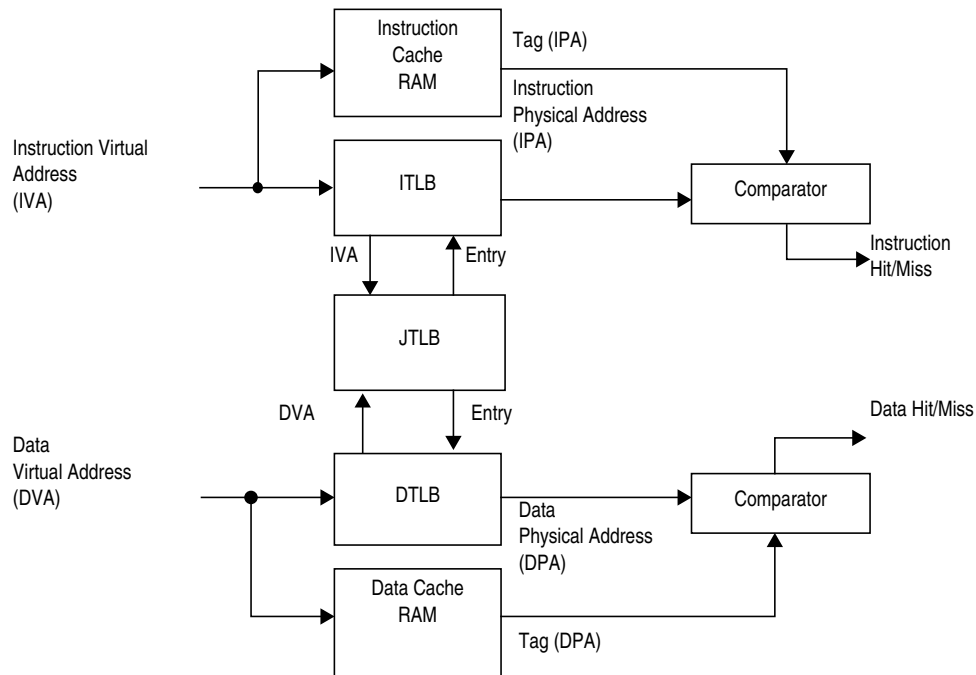 Instruction
Cache
RAM
Tag (IPA)
Instruction
Physical Address
(IPA)
Instruction Virtual
Address
(IVA)
ITLB
Comparator
IVA
Entry
Instruction
Hit/Miss
JTLB
DVA
Entry
Data Hit/Miss
Data
Virtual Address
(DVA)
DTLB
Comparator
Data
Physical Address
(DPA)
Data Cache
RAM
Tag (DPA)